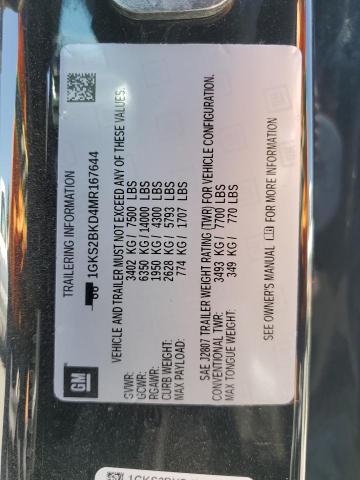 TRAILERING INFORMATION
1GKS2BKD4MR167644
GM
VEHICLE AND TRAILER MUST NOT EXCEED ANY OF THESE VALUES.
GVWR: 3402 KG / 7500 LBS
GCWR: 6350 KG / 14000 LBS
RGAWR: 1950 KG / 4300 LBS
CURB WEIGHT: 2628 KG / 5793 LBS
MAX PAYLOAD: 774 KG / 1707 LBS
SAE J2807 TRAILER WEIGHT RATING (TWR) FOR VEHICLE CONFIGURATION.
CONVENTIONAL TWR: 3493 KG / 7700 LBS
MAX TONGUE WEIGHT: 349 KG / 770 LBS
SEE OWNER'S MANUAL FOR MORE INFORMATION.